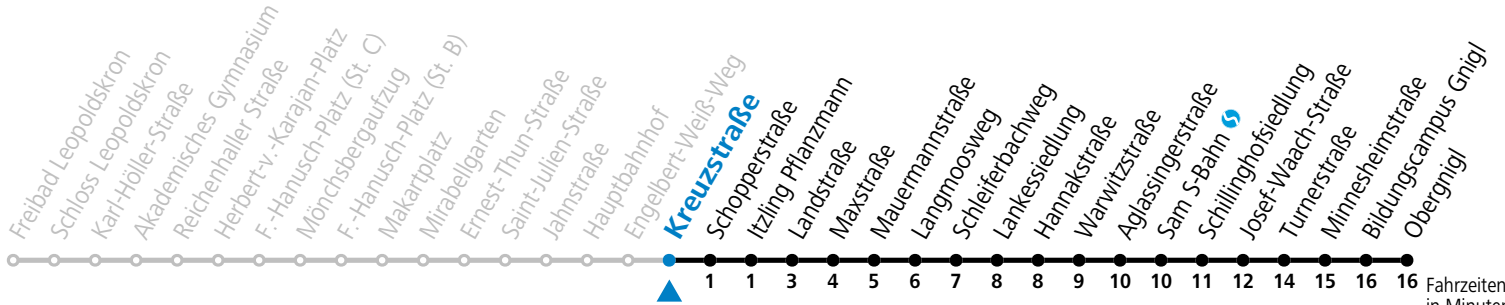 Freibad Leopoldskron
Schloss Leopoldskron
Karl-Höller-Straße
Akademisches Gymnasium
Reichenhaller Straße
Herbert-v.-Karajan-Platz
F.-Hanusch-Platz (St. C)
Mönchsbergaufzug
F.-Hanusch-Platz (St. B)
Makartplatz
Mirabellgarten
Ernest-Thun-Straße
Saint-Julien-Straße
Jahnstraße
Hauptbahnhof
Engelbert-Weiß-Weg
Kreuzstraße
Schopperstraße
Itzling Pflanzmann
Landstraße
Maxstraße
Mauermannstraße
Langmoosweg
Schleiferbachweg
Lankessiedlung
Hannakstraße
Warwitzstraße
Aglassingerstraße
Sam S-Bahn
Schillinghofsiedlung
Josef-Waach-Straße
Turnerstraße
Minnesheimstraße
Bildungscampus Gnigl
Obergnigl
1 1 3 4 5 6 7 8 8 9 10 10 11 12 14 15 16 16 Fahrzeiten
in Minuten